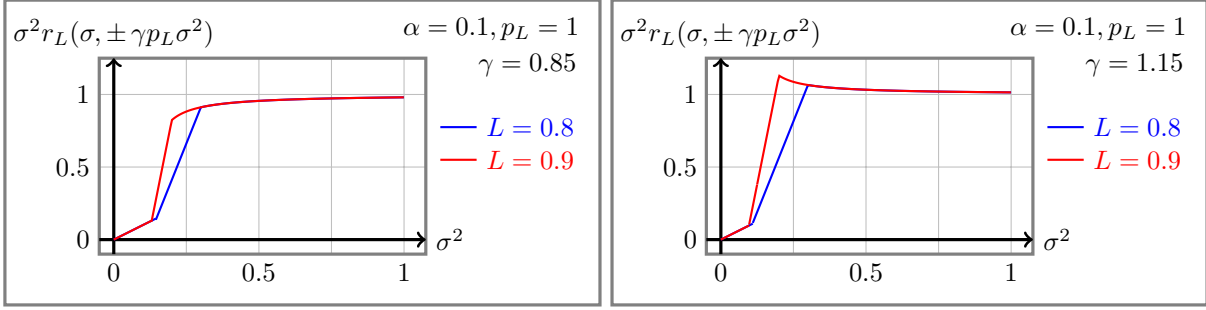 σ²r_L(σ, ± γp_Lσ²)
α = 0.1, p_L = 1
γ = 0.85
1
0.5
0
L = 0.8
L = 0.9
0
0.5
1
σ²
σ²r_L(σ, ± γp_Lσ²)
α = 0.1, p_L = 1
γ = 1.15
1
0.5
0
L = 0.8
L = 0.9
0
0.5
1
σ²